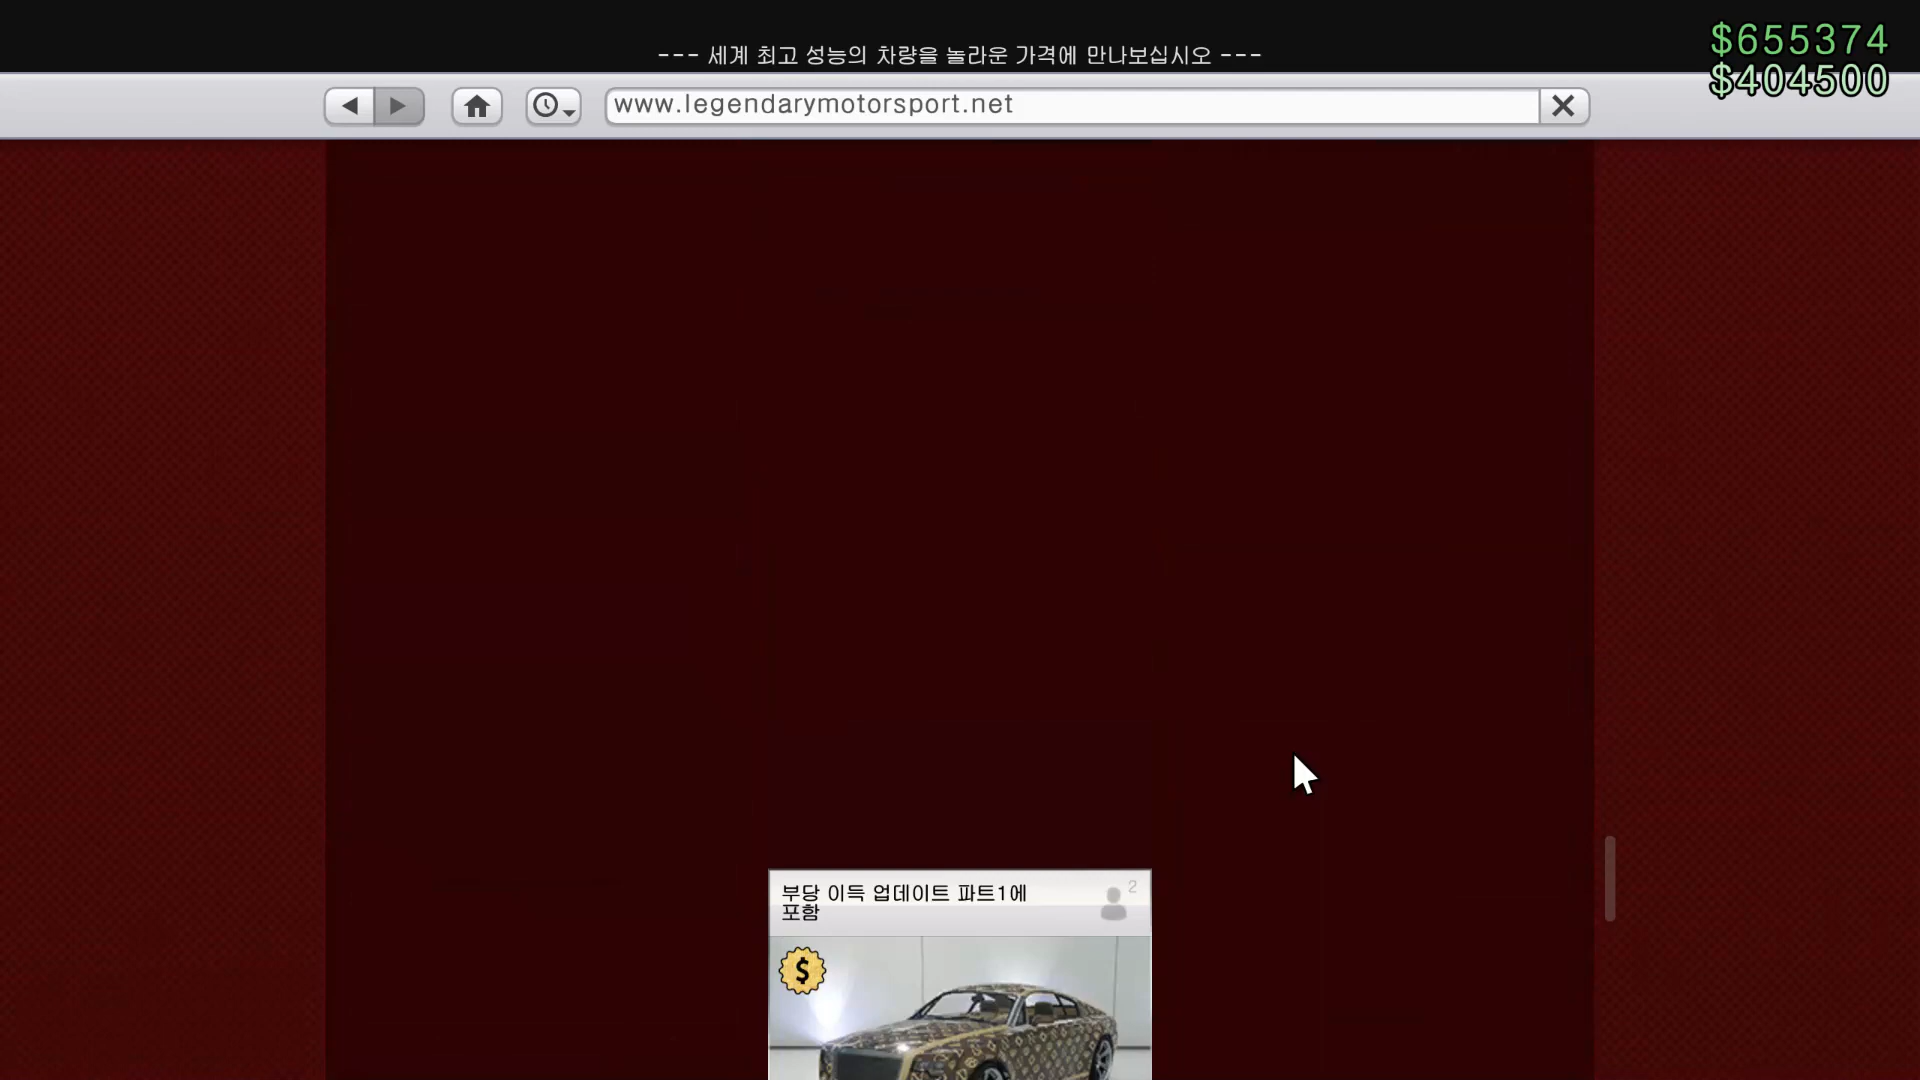 --- 세계 최고 성능의 차량을 놀라운 가격에 만나보십시오 ---
$655374
$404500
www.legendarymotorsport.net
부당 이득 업데이트 파트1에
포함
2
$